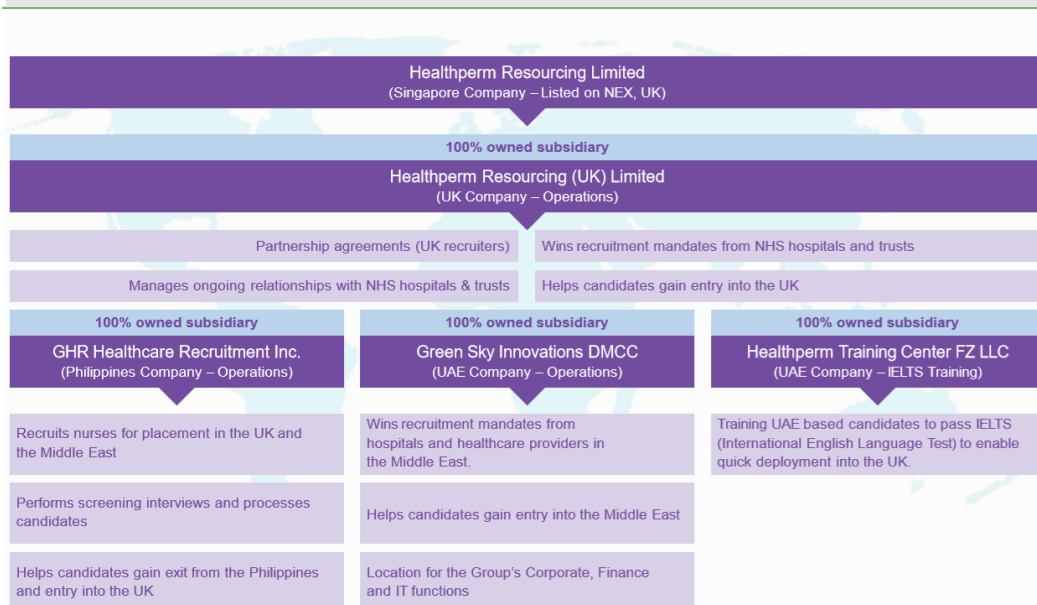 Healthperm Resourcing Limited
(Singapore Company – Listed on NEX, UK)
100% owned subsidiary
Healthperm Resourcing (UK) Limited
(UK Company – Operations)
Partnership agreements (UK recruiters)
Wins recruitment mandates from NHS hospitals and trusts
Manages ongoing relationships with NHS hospitals & trusts
Helps candidates gain entry into the UK
100% owned subsidiary
GHR Healthcare Recruitment Inc.
(Philippines Company – Operations)
Recruits nurses for placement in the UK and
the Middle East
Performs screening interviews and processes
candidates
Helps candidates gain exit from the Philippines
and entry into the UK
100% owned subsidiary
Green Sky Innovations DMCC
(UAE Company – Operations)
Wins recruitment mandates from
hospitals and healthcare providers in
the Middle East.
Helps candidates gain entry into the Middle East
Location for the Group's Corporate, Finance
and IT functions
100% owned subsidiary
Healthperm Training Center FZ LLC
(UAE Company – IELTS Training)
Training UAE based candidates to pass IELTS
(International English Language Test) to enable
quick deployment into the UK.